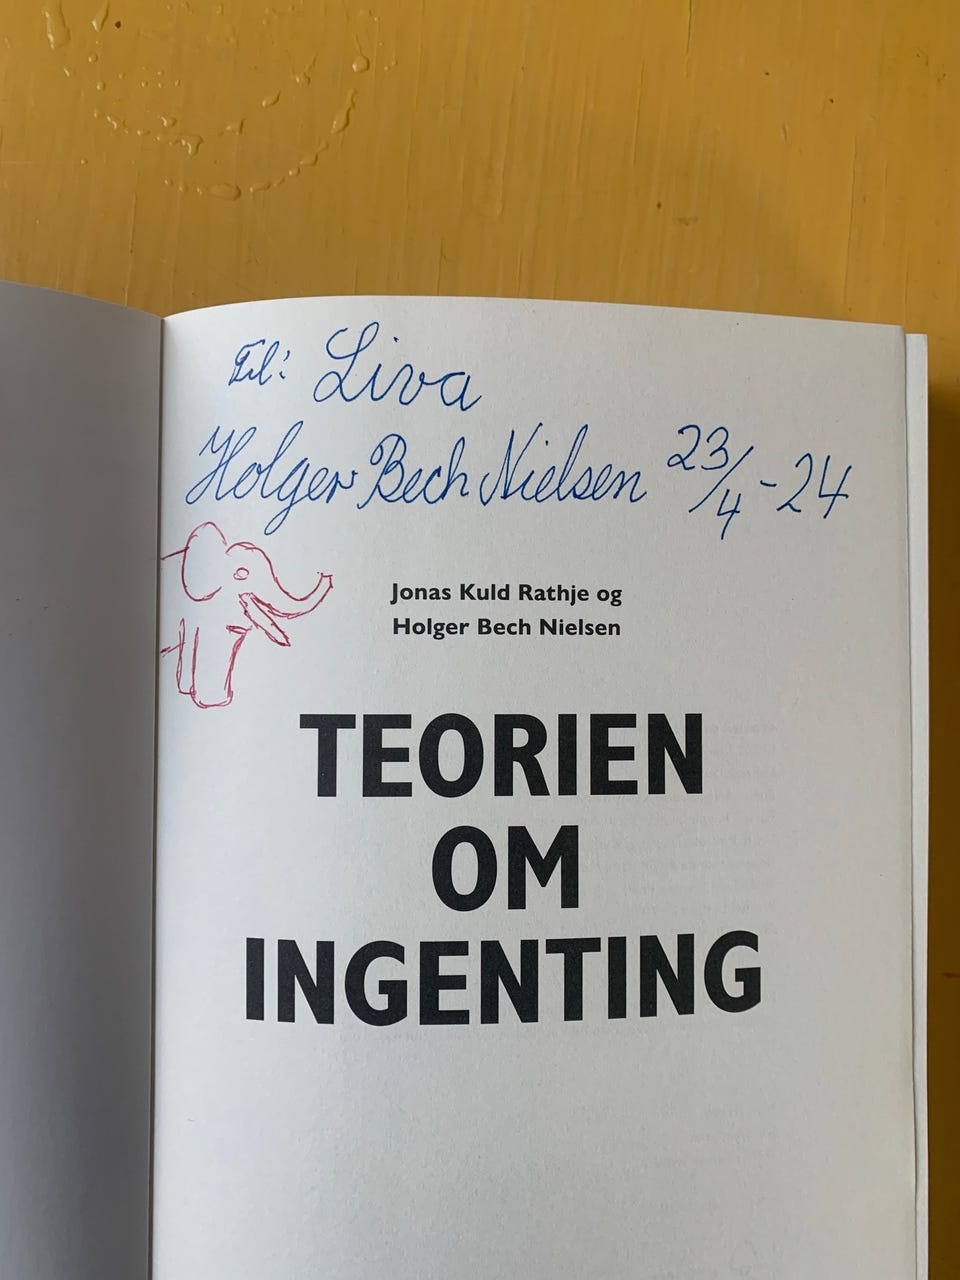 Til: Liva
Holger Bech Nielsen 23/4-24
Jonas Kuld Rathje og
Holger Bech Nielsen
TEORIEN
OM
INGENTING